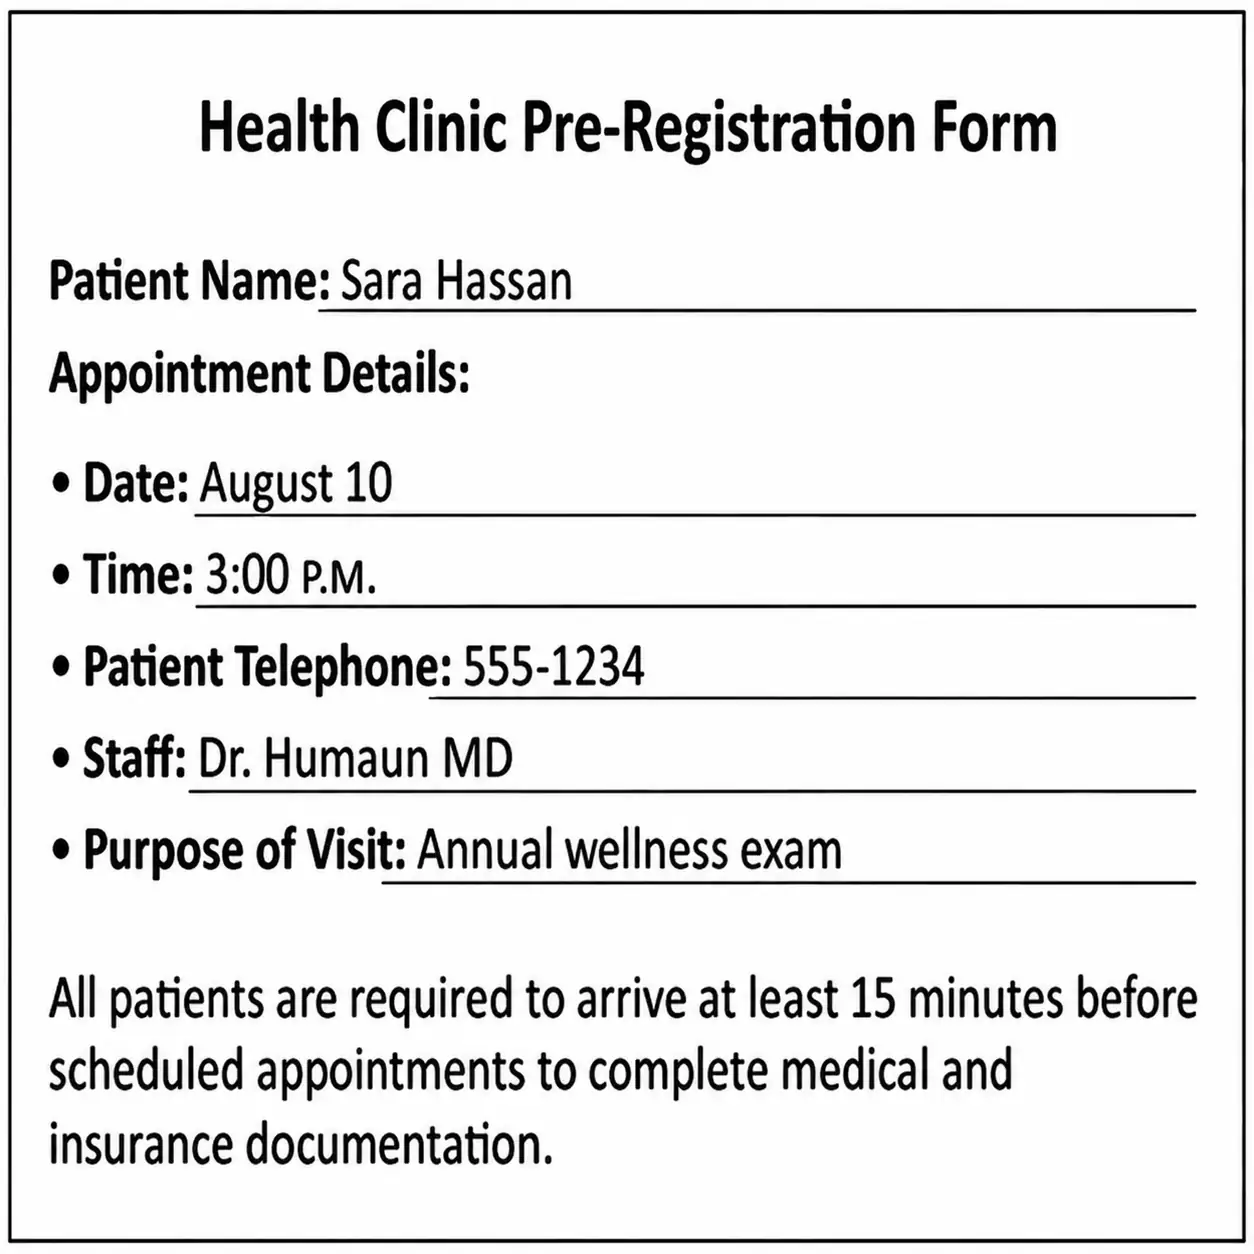 Health Clinic Pre-Registration Form
Patient Name: Sara Hassan
Appointment Details:
• Date: August 10
• Time: 3:00 P.M.
• Patient Telephone: 555-1234
• Staff: Dr. Humaun MD
• Purpose of Visit: Annual wellness exam
All patients are required to arrive at least 15 minutes before
scheduled appointments to complete medical and
insurance documentation.